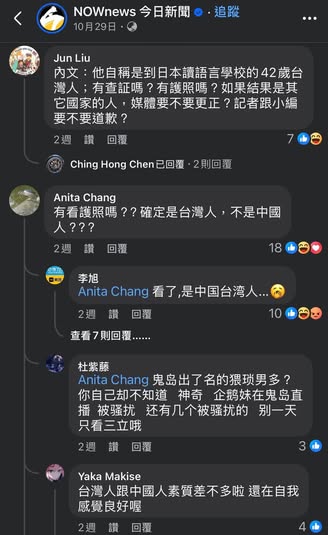 NOWnews 今日新聞 · 追蹤
10月29日 ·
Jun Liu
內文：他自稱是到日本讀語言學校的42歲台
灣人；有查証嗎？有護照嗎？如果結果是其
它國家的人，媒體要不要更正？記者跟小編
要不要道歉？
2週 讚 回覆 7
Ching Hong Chen已回覆 · 2則回覆
Anita Chang
有看護照嗎？? 確定是台灣人，不是中國
人？??
2週 讚 回覆 18
李旭
Anita Chang 看了,是中国台湾人...
2週 讚 回覆 10
查看7則回覆......
杜紫藤
Anita Chang 鬼岛出了名的猥琐男多？
你自己却不知道 神奇 企鹅妹在鬼岛直
播 被骚扰 还有几个被骚扰的 别一天
只看三立哦
2週 讚 回覆 3
Yaka Makise
台灣人跟中國人素質差不多啦 還在自我
感覺良好喔
2週 讚 回覆 4